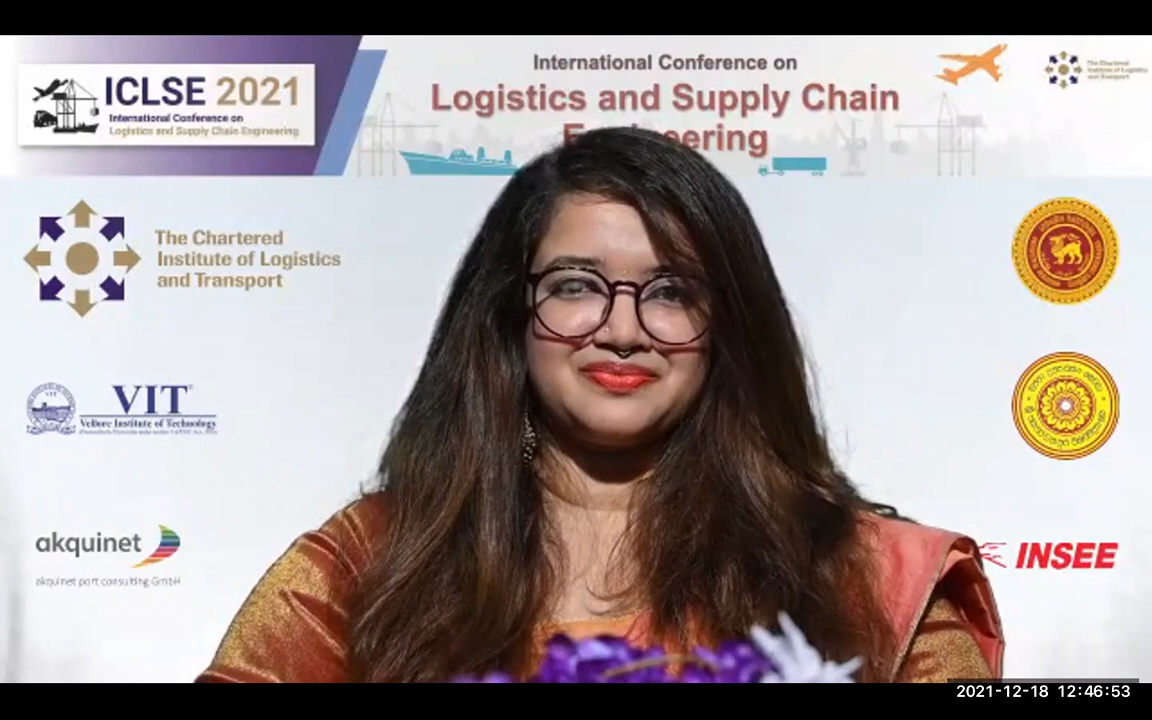 ICLSE 2021
International Conference on
Logistics and Supply Chain Engineering
International Conference on
Logistics and Supply Chain
The Chartered
Institute of Logistics
and Transport
The Chartered
Institute of Logistics
and Transport
VIT
Vellore Institute of Technology
akquinet
akquinet port consulting GmbH
INSEE
2021-12-18 12:46:53